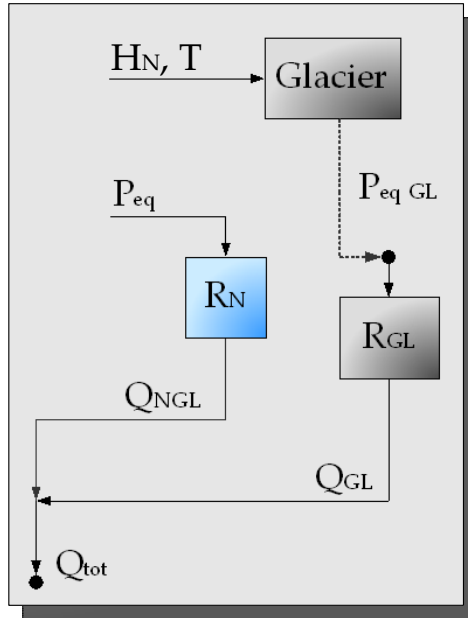 HN, T
Glacier
Peq
Peq GL
RN
RGL
QNGL
QGL
Qtot